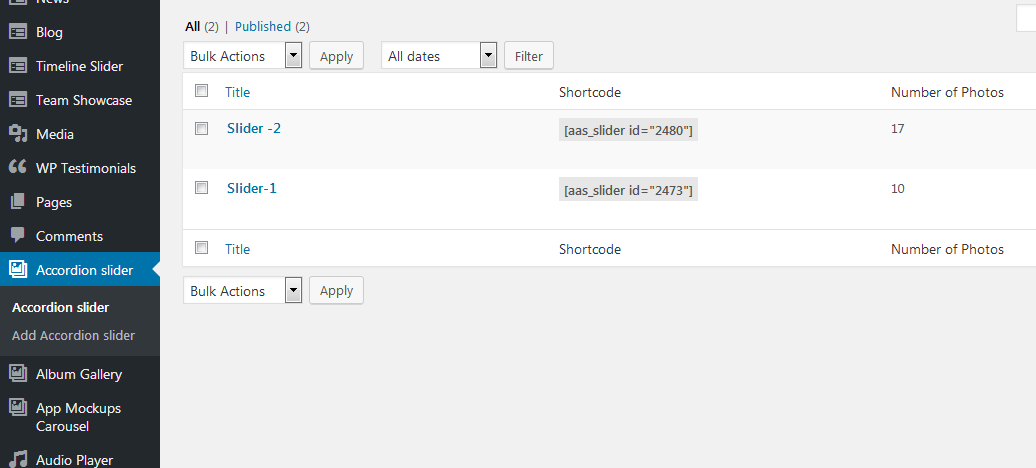 News
Blog
Timeline Slider
Team Showcase
Media
WP Testimonials
Pages
Comments
Accordion slider
Accordion slider
Add Accordion slider
Album Gallery
App Mockups
Carousel
Audio Player
All (2) | Published (2)
Bulk Actions Apply All dates Filter
Title Shortcode Number of Photos
Slider -2 [aas_slider id="2480"] 17
Slider-1 [aas_slider id="2473"] 10
Title Shortcode Number of Photos
Bulk Actions Apply